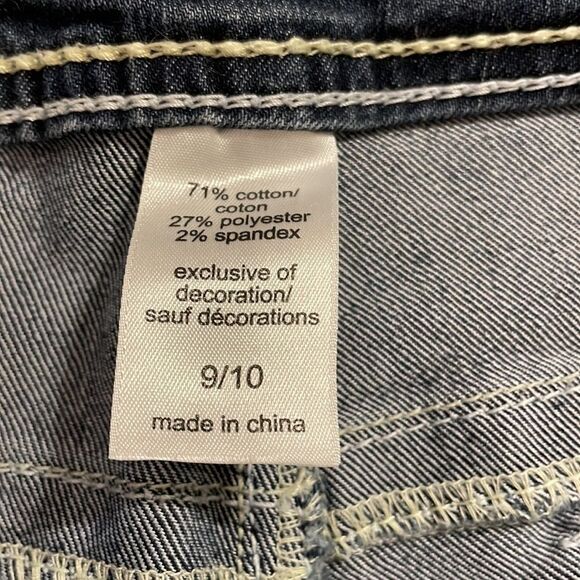 71% cotton/
coton
27% polyester
2% spandex
exclusive of
decoration/
sauf décorations
9/10
made in china